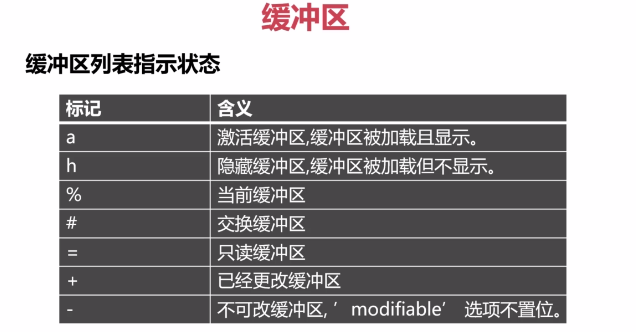 缓冲区
缓冲区列表指示状态
标记 含义
a 激活缓冲区,缓冲区被加载且显示。
h 隐藏缓冲区,缓冲区被加载但不显示。
% 当前缓冲区
# 交换缓冲区
= 只读缓冲区
+ 已经更改缓冲区
- 不可改缓冲区,′modifiable′ 选项不置位。